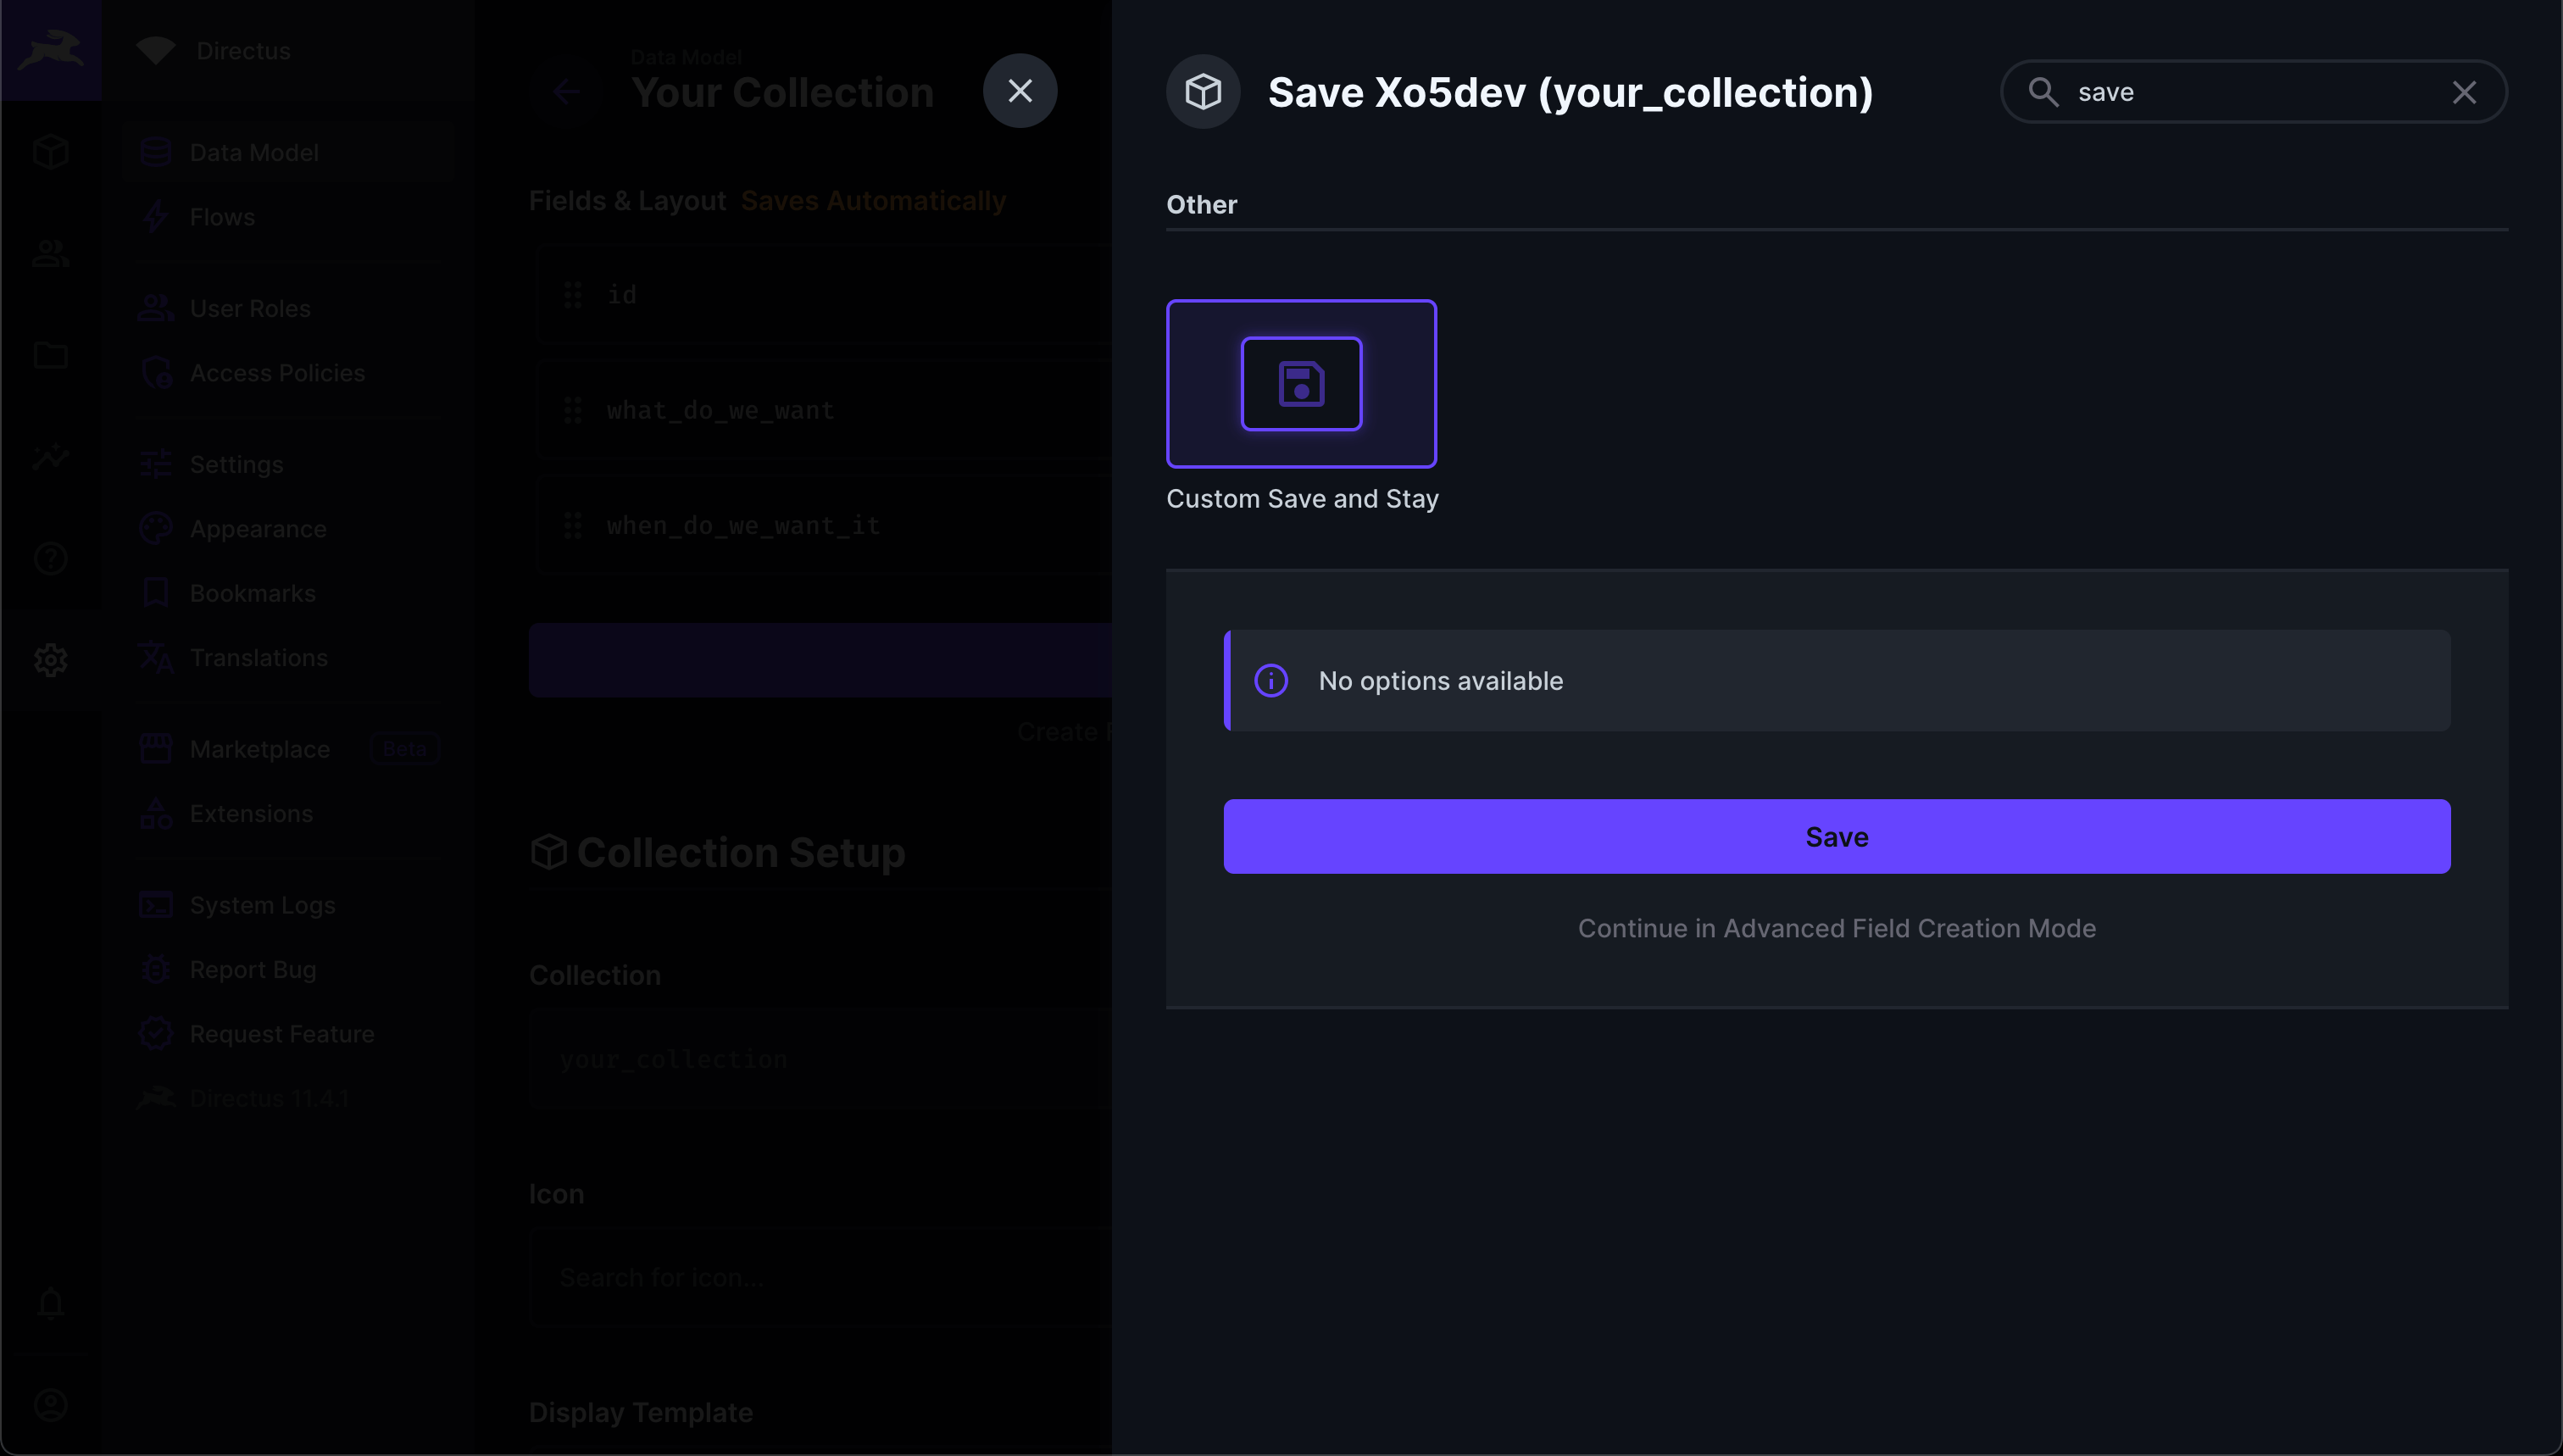 Directus
Data Model
Flows
User Roles
Access Policies
Settings
Appearance
Bookmarks
Translations
Marketplace Beta
Extensions
System Logs
Report Bug
Request Feature
Directus 11.4.1
Data Model
Your Collection
Fields & Layout Saves Automatically
id
what_do_we_want
when_do_we_want_it
Create
Collection Setup
Collection
your_collection
Icon
Search for icon...
Display Template
Save Xo5dev (your_collection)
save
Other
Custom Save and Stay
No options available
Save
Continue in Advanced Field Creation Mode